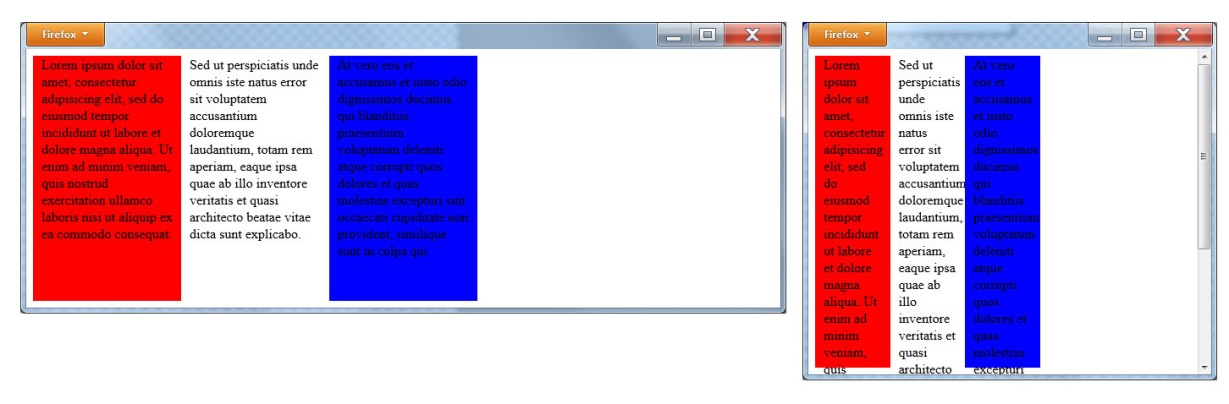 Firefox
Lorem ipsum dolor sit
amet, consectetur
adipisicing elit, sed do
eiusmod tempor
incididunt ut labore et
dolore magna aliqua. Ut
enim ad minim veniam,
quis nostrud
exercitation ullamco
laboris nisi ut aliquip ex
ea commodo consequat.
Sed ut perspiciatis unde
omnis iste natus error
sit voluptatem
accusantium
doloremque
laudantium, totam rem
aperiam, eaque ipsa
quae ab illo inventore
veritatis et quasi
architecto beatae vitae
dicta sunt explicabo.
At vero eos et
accusamus et iusto odio
dignissimos ducimus
qui blanditiis
praesentium
voluptatum deleniti
atque corrupti quos
dolores et quas
molestias excepturi sint
occaecati cupiditate non
provident, similique
sunt in culpa qui
Firefox
Lorem
ipsum
dolor sit
amet,
consectetur
adipisicing
elit, sed
do
eiusmod
tempor
incididunt
ut labore
et dolore
magna
aliqua. Ut
enim ad
minim
veniam,
quis
Sed ut
perspiciatis
unde
omnis iste
natus
error sit
voluptatem
accusantium
doloremque
laudantium,
totam rem
aperiam,
eaque ipsa
quae ab
illo
inventore
veritatis et
quasi
architecto
At vero
eos et
accusamus
et iusto
odio
dignissimos
ducimus
qui
blanditiis
praesentium
voluptatum
deleniti
atque
corrupti
quos
dolores et
quas
molestias
excepturi